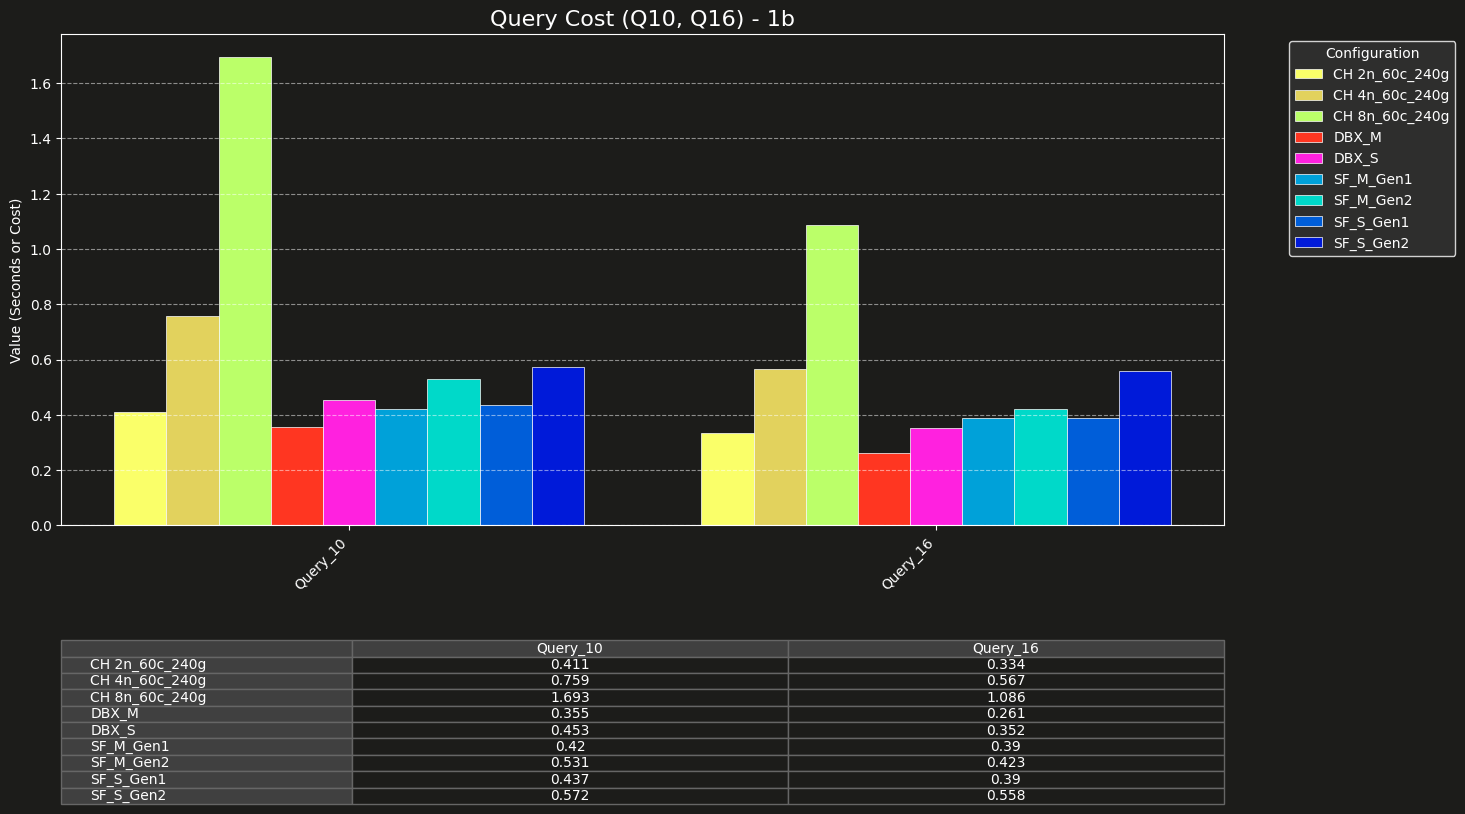 Query Cost (Q10, Q16) - 1b
Value (Seconds or Cost)
1.6
1.4
1.2
1.0
0.8
0.6
0.4
0.2
0.0
Query_10
Query_16
Configuration
CH 2n_60c_240g
CH 4n_60c_240g
CH 8n_60c_240g
DBX_M
DBX_S
SF_M_Gen1
SF_M_Gen2
SF_S_Gen1
SF_S_Gen2
Query_10 Query_16
CH 2n_60c_240g 0.411 0.334
CH 4n_60c_240g 0.759 0.567
CH 8n_60c_240g 1.693 1.086
DBX_M 0.355 0.261
DBX_S 0.453 0.352
SF_M_Gen1 0.42 0.39
SF_M_Gen2 0.531 0.423
SF_S_Gen1 0.437 0.39
SF_S_Gen2 0.572 0.558